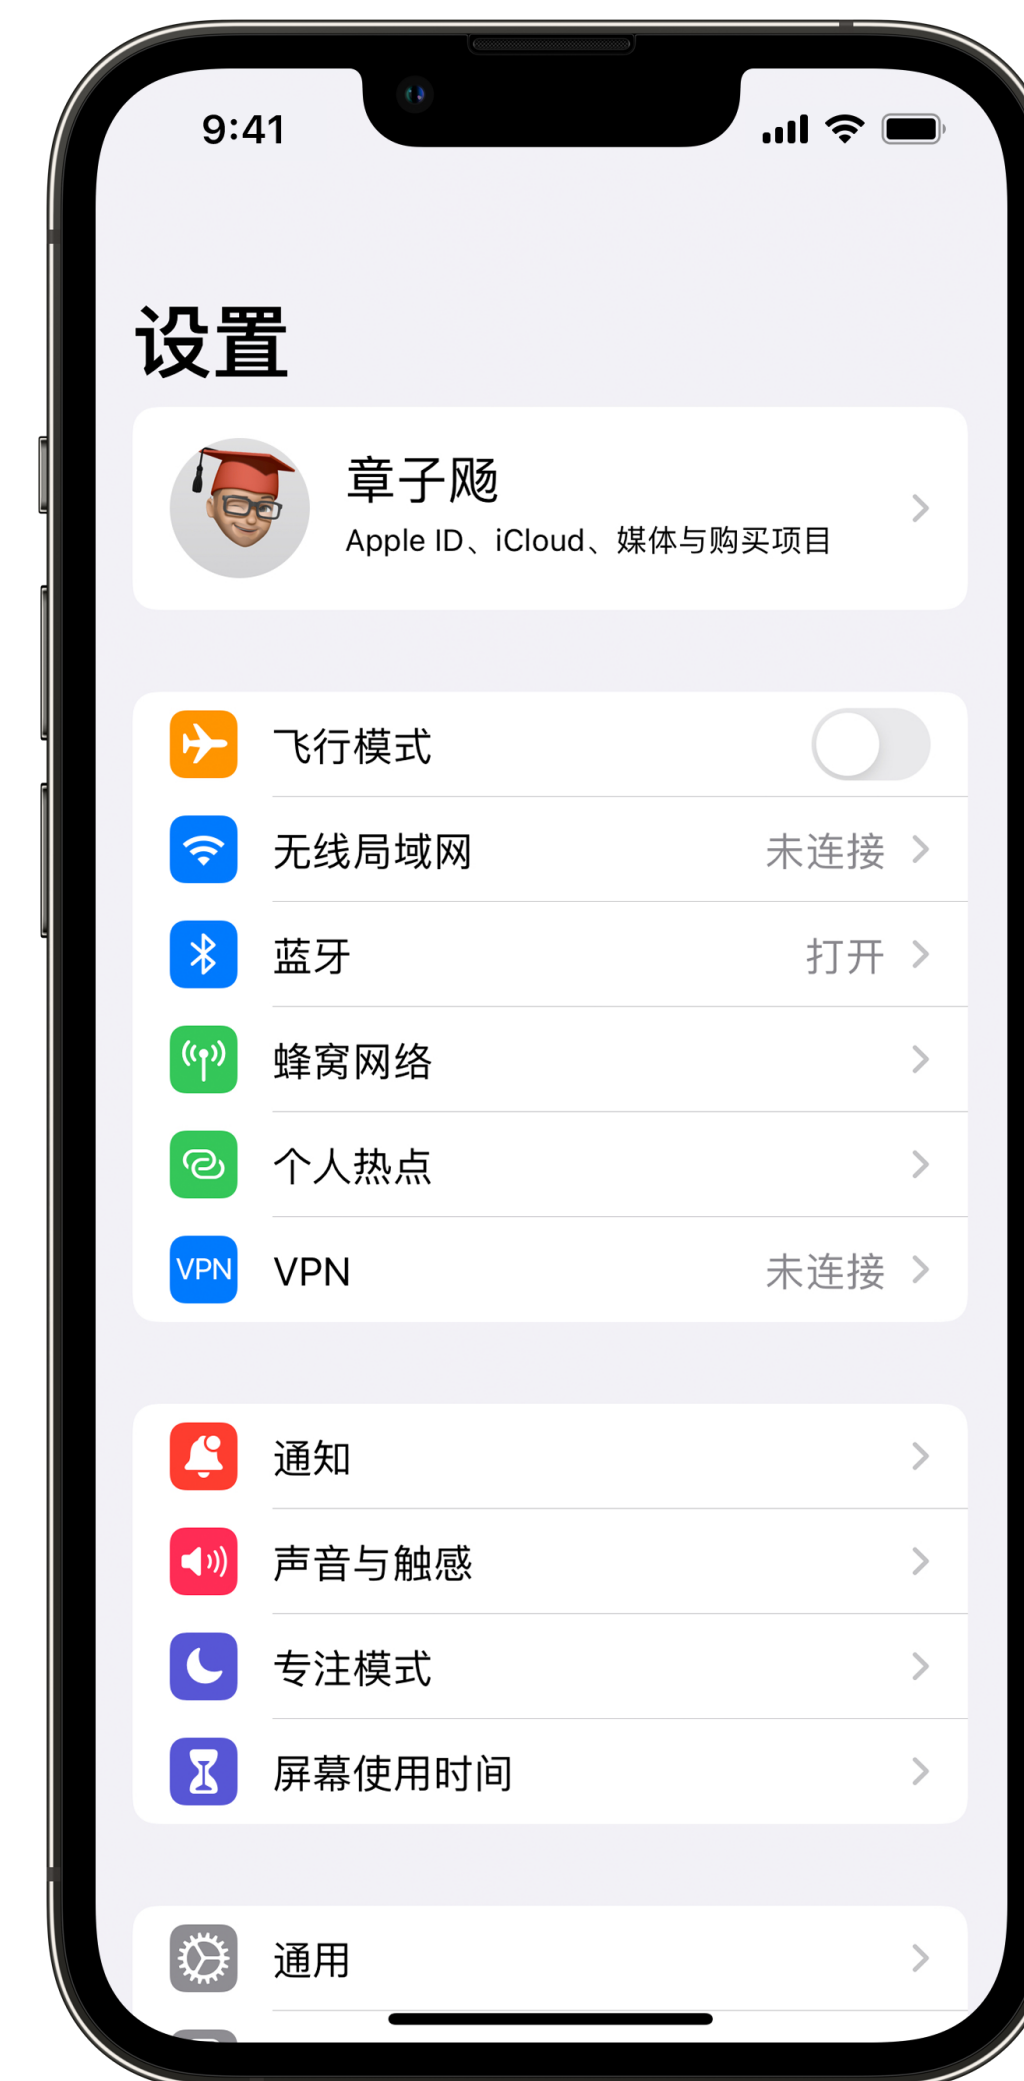 9:41
设置
章子飏
Apple ID、iCloud、媒体与购买项目
飞行模式
无线局域网 未连接
蓝牙 打开
蜂窝网络
个人热点
VPN VPN 未连接
通知
声音与触感
专注模式
屏幕使用时间
通用